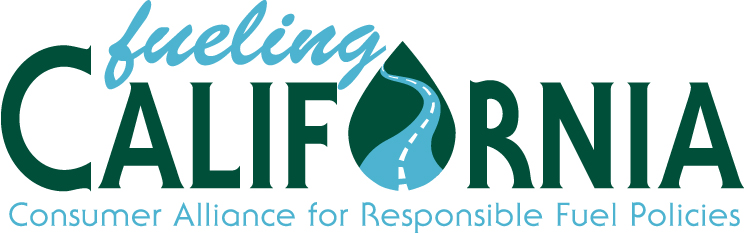 fueling
CALIFORNIA
Consumer Alliance for Responsible Fuel Policies